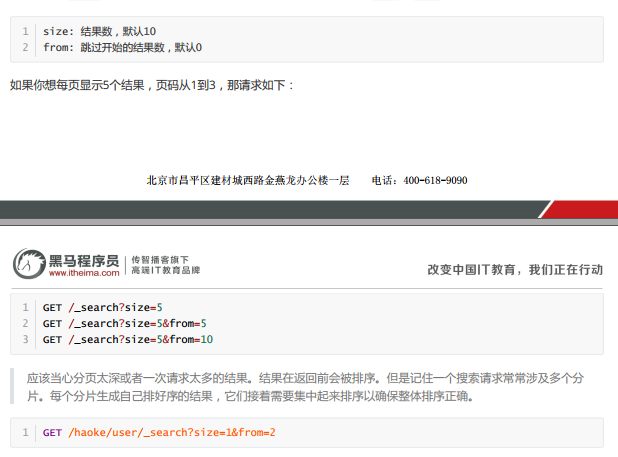 1 size: 结果数，默认10
2 from: 跳过开始的结果数，默认0
如果你想每页显示5个结果，页码从1到3，那请求如下：
北京市昌平区建材城西路金燕龙办公楼一层 电话：400-618-9090
黑马程序员 传智播客旗下
www.itheima.com 高端IT教育品牌
改变中国IT教育，我们正在行动
1 GET /_search?size=5
2 GET /_search?size=5&from=5
3 GET /_search?size=5&from=10
应该当心分页太深或者一次请求太多的结果。结果在返回前会被排序。但是记住一个搜索请求常常涉及多个分
片。每个分片生成自己排好序的结果，它们接着需要集中起来排序以确保整体排序正确。
1 GET /haoke/user/_search?size=1&from=2